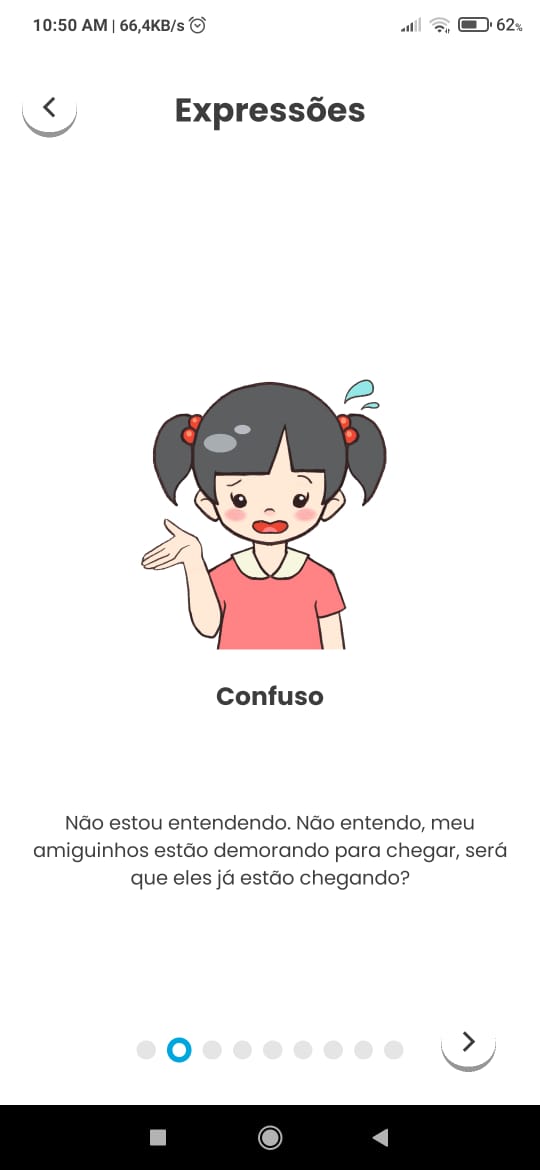 10:50 AM | 66,4KB/s
62%
Expressões
Confuso
Não estou entendendo. Não entendo, meu
amiguinhos estão demorando para chegar, será
que eles já estão chegando?